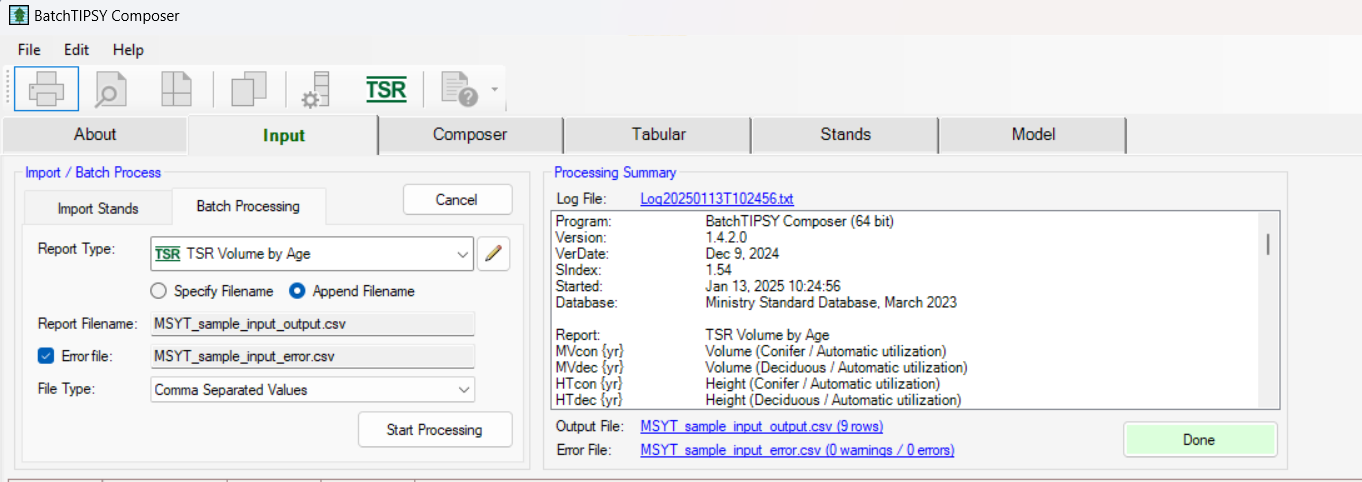 BatchTIPSY Composer
File Edit Help
TSR
About Input Composer Tabular Stands Model
Import / Batch Process
Import Stands Batch Processing Cancel
Report Type: TSR TSR Volume by Age
Specify Filename Append Filename
Report Filename: MSYT_sample_input_output.csv
Error file: MSYT_sample_input_error.csv
File Type: Comma Separated Values
Start Processing
Processing Summary
Log File: Log20250113T102456.txt
Program: BatchTIPSY Composer (64 bit)
Version: 1.4.2.0
VerDate: Dec 9, 2024
SIndex: 1.54
Started: Jan 13, 2025 10:24:56
Database: Ministry Standard Database, March 2023
Report: TSR Volume by Age
MVcon {yr} Volume (Conifer / Automatic utilization)
MVdec {yr} Volume (Deciduous / Automatic utilization)
HTcon {yr} Height (Conifer / Automatic utilization)
HTdec {yr} Height (Deciduous / Automatic utilization)
Output File: MSYT_sample_input_output.csv (9 rows)
Error File: MSYT_sample_input_error.csv (0 warnings / 0 errors)
Done